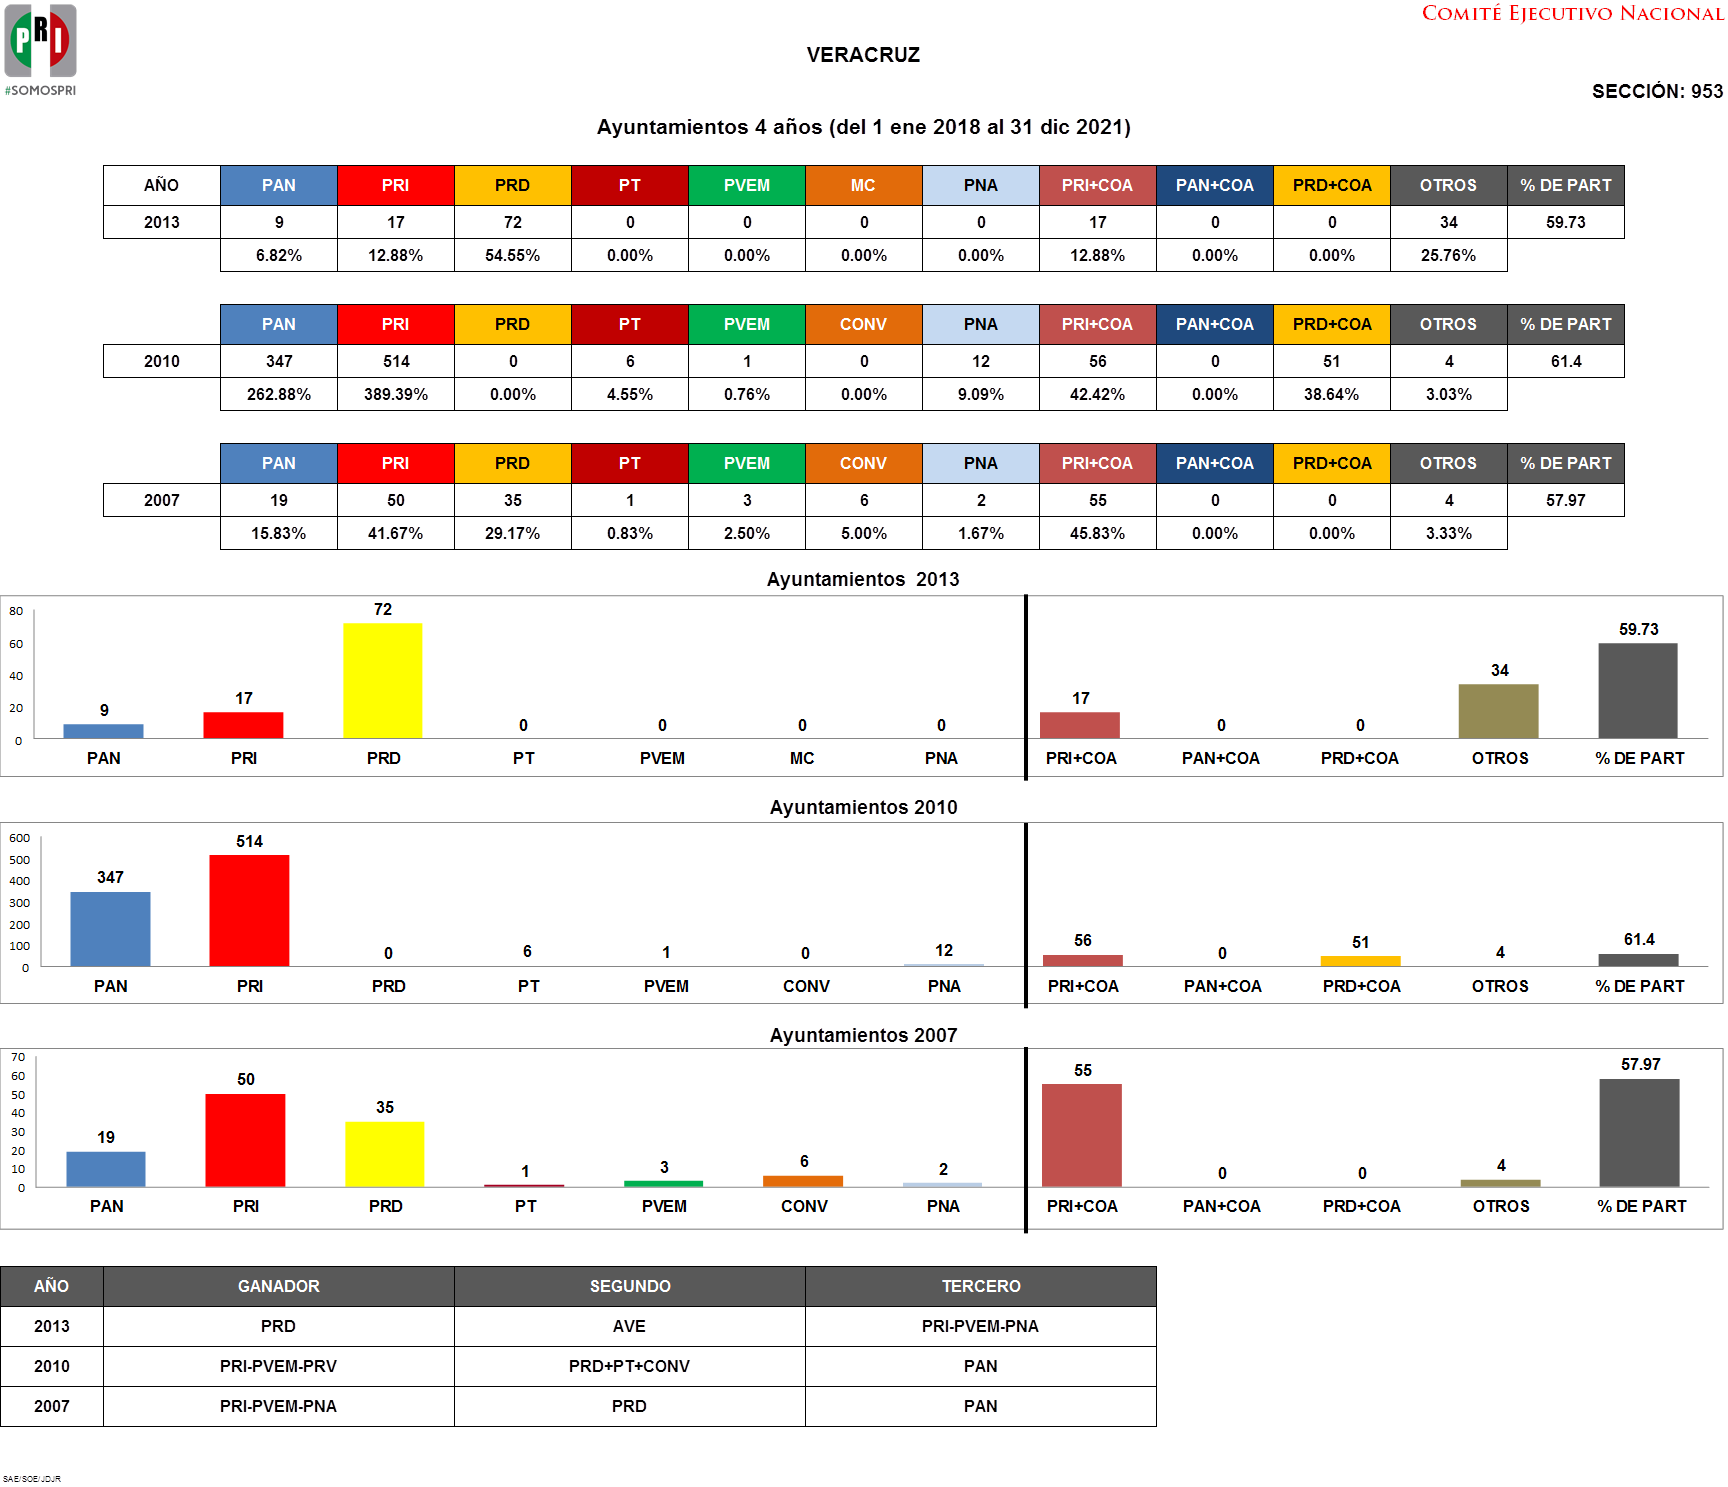 PRI
#SOMOSPRI
COMITÉ EJECUTIVO NACIONAL
VERACRUZ
SECCIÓN: 953
Ayuntamientos 4 años (del 1 ene 2018 al 31 dic 2021)
AÑO PAN PRI PRD PT PVEM MC PNA PRI+COA PAN+COA PRD+COA OTROS % DE PART
2013 9 17 72 0 0 0 0 17 0 0 34 59.73
6.82% 12.88% 54.55% 0.00% 0.00% 0.00% 0.00% 12.88% 0.00% 0.00% 25.76%
PAN PRI PRD PT PVEM CONV PNA PRI+COA PAN+COA PRD+COA OTROS % DE PART
2010 347 514 0 6 1 0 12 56 0 51 4 61.4
262.88% 389.39% 0.00% 4.55% 0.76% 0.00% 9.09% 42.42% 0.00% 38.64% 3.03%
PAN PRI PRD PT PVEM CONV PNA PRI+COA PAN+COA PRD+COA OTROS % DE PART
2007 19 50 35 1 3 6 2 55 0 0 4 57.97
15.83% 41.67% 29.17% 0.83% 2.50% 5.00% 1.67% 45.83% 0.00% 0.00% 3.33%
Ayuntamientos 2013
80
60
40
20
0
9 17 72 0 0 0 0 17 0 0 34 59.73
PAN PRI PRD PT PVEM MC PNA PRI+COA PAN+COA PRD+COA OTROS % DE PART
Ayuntamientos 2010
600
500
400
300
200
100
0
347 514 0 6 1 0 12 56 0 51 4 61.4
PAN PRI PRD PT PVEM CONV PNA PRI+COA PAN+COA PRD+COA OTROS % DE PART
Ayuntamientos 2007
70
60
50
40
30
20
10
0
19 50 35 1 3 6 2 55 0 0 4 57.97
PAN PRI PRD PT PVEM CONV PNA PRI+COA PAN+COA PRD+COA OTROS % DE PART
AÑO GANADOR SEGUNDO TERCERO
2013 PRD AVE PRI-PVEM-PNA
2010 PRI-PVEM-PRV PRD+PT+CONV PAN
2007 PRI-PVEM-PNA PRD PAN
SAE/SOE/JDJR